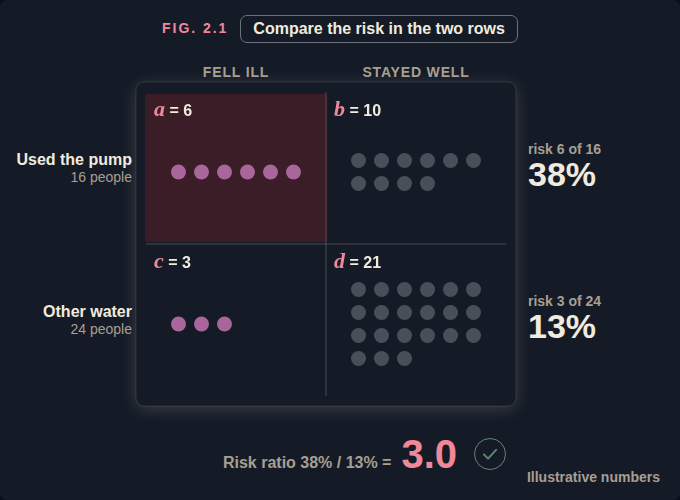 FIG. 2.1 Compare the risk in the two rows
FELL ILL STAYED WELL
a = 6 b = 10
Used the pump
16 people
risk 6 of 16
38%
c = 3 d = 21
Other water
24 people
risk 3 of 24
13%
Risk ratio 38% / 13% = 3.0
Illustrative numbers